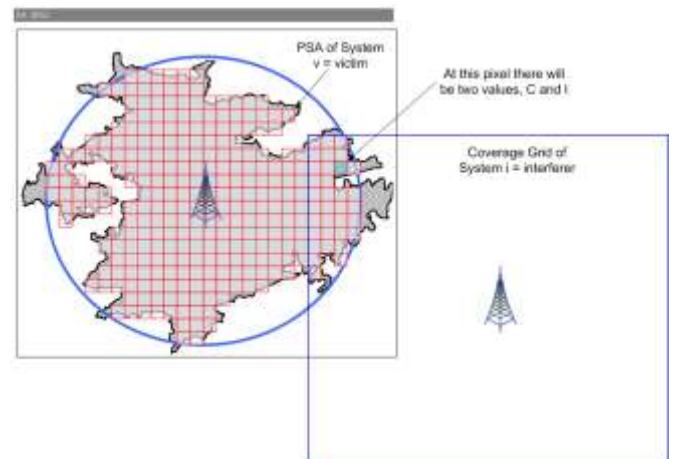 PSA of System
v = victim
At this pixel there will
be two values, C and I
Coverage Grid of
System i = interferer